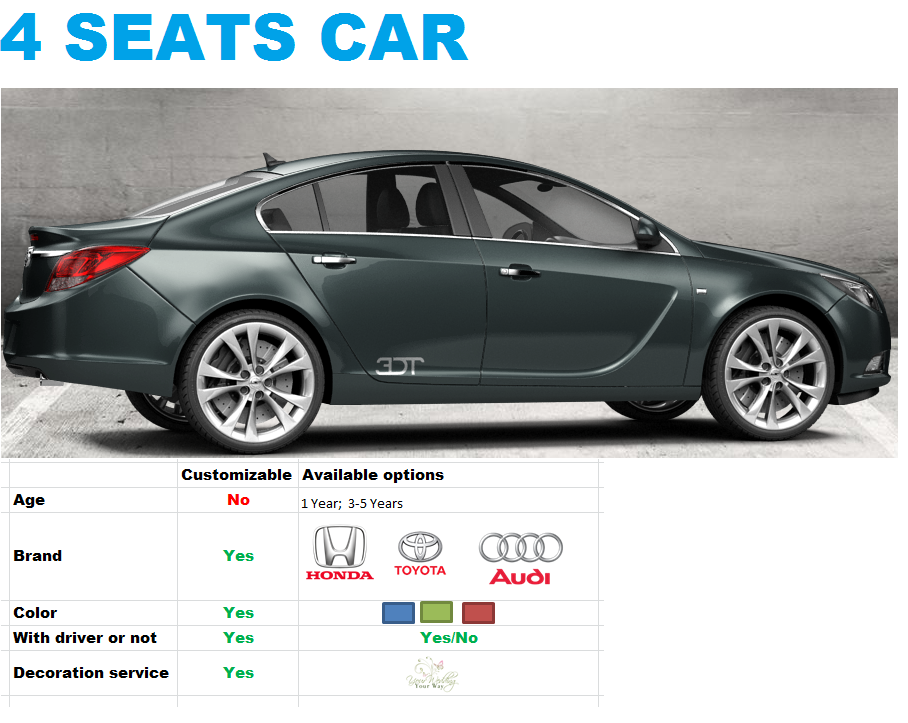 4 SEATS CAR
3DT
Customizable Available options
Age No 1 Year; 3-5 Years
Brand Yes HONDA TOYOTA Audi
Color Yes
With driver or not Yes Yes/No
Decoration service Yes Your Wedding
Your Way